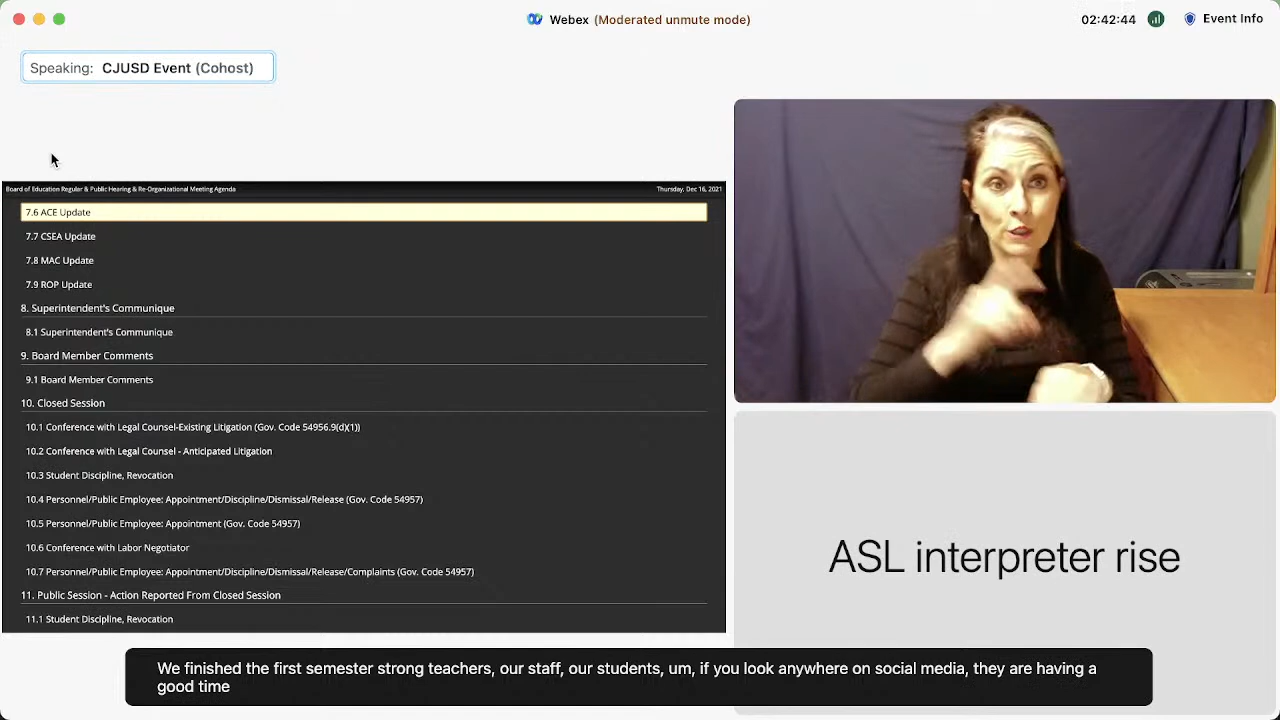 Webex (Moderated unmute mode)
02:42:44
Event Info
Speaking: CJUSD Event (Cohost)
Board of Education Regular & Public Hearing & Re-Organizational Meeting Agenda
Thursday, Dec 16, 2021
7.6 ACE Update
7.7 CSEA Update
7.8 MAC Update
7.9 ROP Update
8. Superintendent's Communique
8.1 Superintendent's Communique
9. Board Member Comments
9.1 Board Member Comments
10. Closed Session
10.1 Conference with Legal Counsel-Existing Litigation (Gov. Code 54956.9(d)(1))
10.2 Conference with Legal Counsel - Anticipated Litigation
10.3 Student Discipline, Revocation
10.4 Personnel/Public Employee: Appointment/Discipline/Dismissal/Release (Gov. Code 54957)
10.5 Personnel/Public Employee: Appointment (Gov. Code 54957)
10.6 Conference with Labor Negotiator
10.7 Personnel/Public Employee: Appointment/Discipline/Dismissal/Release/Complaints (Gov. Code 54957)
11. Public Session - Action Reported From Closed Session
11.1 Student Discipline, Revocation
ASL interpreter rise
We finished the first semester strong teachers, our staff, our students, um, if you look anywhere on social media, they are having a
good time